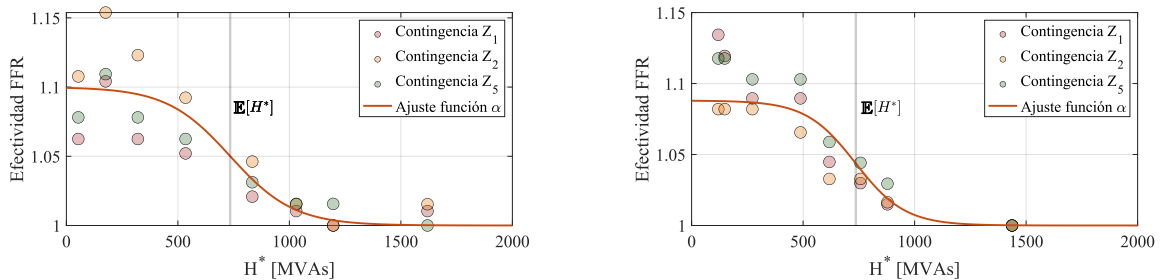 1.15
1.1
1.05
1
Efectividad FFR
Contingencia Z1
Contingencia Z2
Contingencia Z5
Ajuste función α
𝔼[H*]
0 500 1000 1500 2000
H* [MVAs]
1.15
1.1
1.05
1
Efectividad FFR
Contingencia Z1
Contingencia Z2
Contingencia Z5
Ajuste función α
𝔼[H*]
0 500 1000 1500 2000
H* [MVAs]